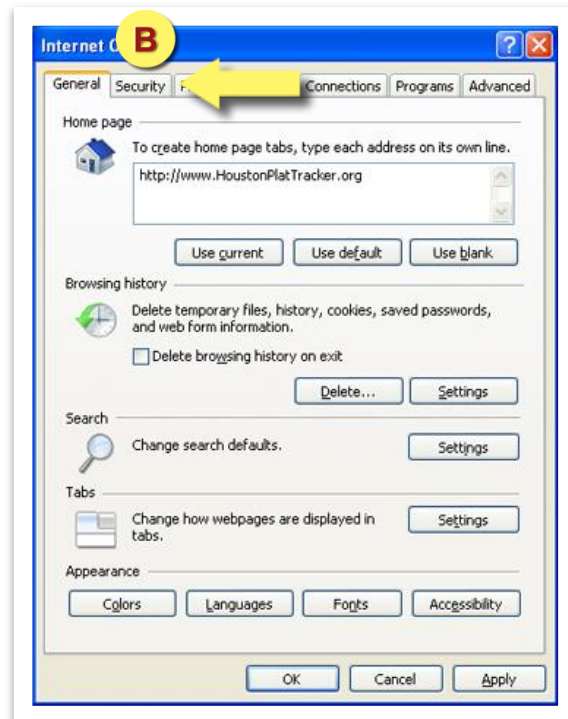 Internet
B
General Security Connections Programs Advanced
Home page
To create home page tabs, type each address on its own line.
http://www.HoustonPlatTracker.org
Use current Use default Use blank
Browsing history
Delete temporary files, history, cookies, saved passwords,
and web form information.
Delete browsing history on exit
Delete... Settings
Search
Change search defaults.
Settings
Tabs
Change how webpages are displayed in
tabs.
Settings
Appearance
Colors Languages Fonts Accessibility
OK Cancel Apply